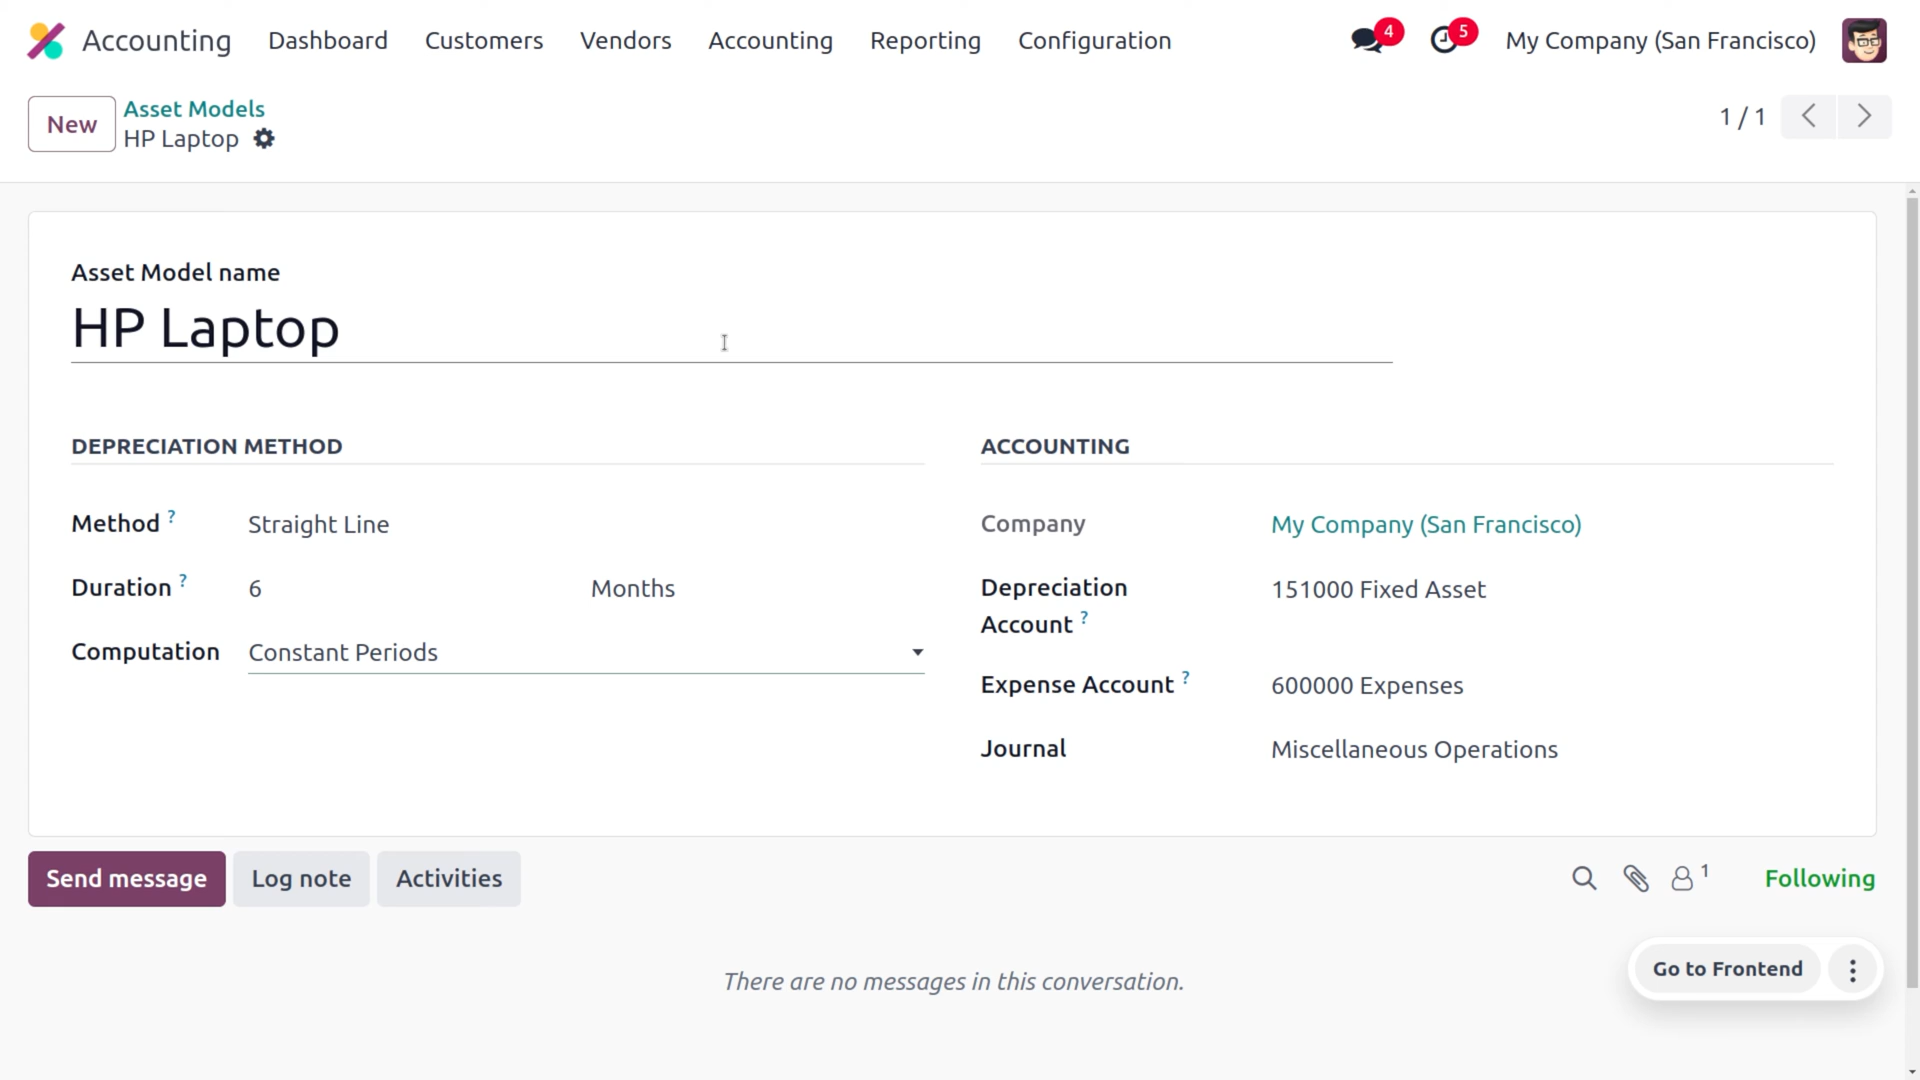 Accounting Dashboard Customers Vendors Accounting Reporting Configuration 4 5 My Company (San Francisco)
New Asset Models
HP Laptop
1 / 1
Asset Model name
HP Laptop
DEPRECIATION METHOD
Method ? Straight Line
Duration ? 6 Months
Computation Constant Periods
ACCOUNTING
Company My Company (San Francisco)
Depreciation
Account ? 151000 Fixed Asset
Expense Account ? 600000 Expenses
Journal Miscellaneous Operations
Send message Log note Activities 1 Following
There are no messages in this conversation.
Go to Frontend